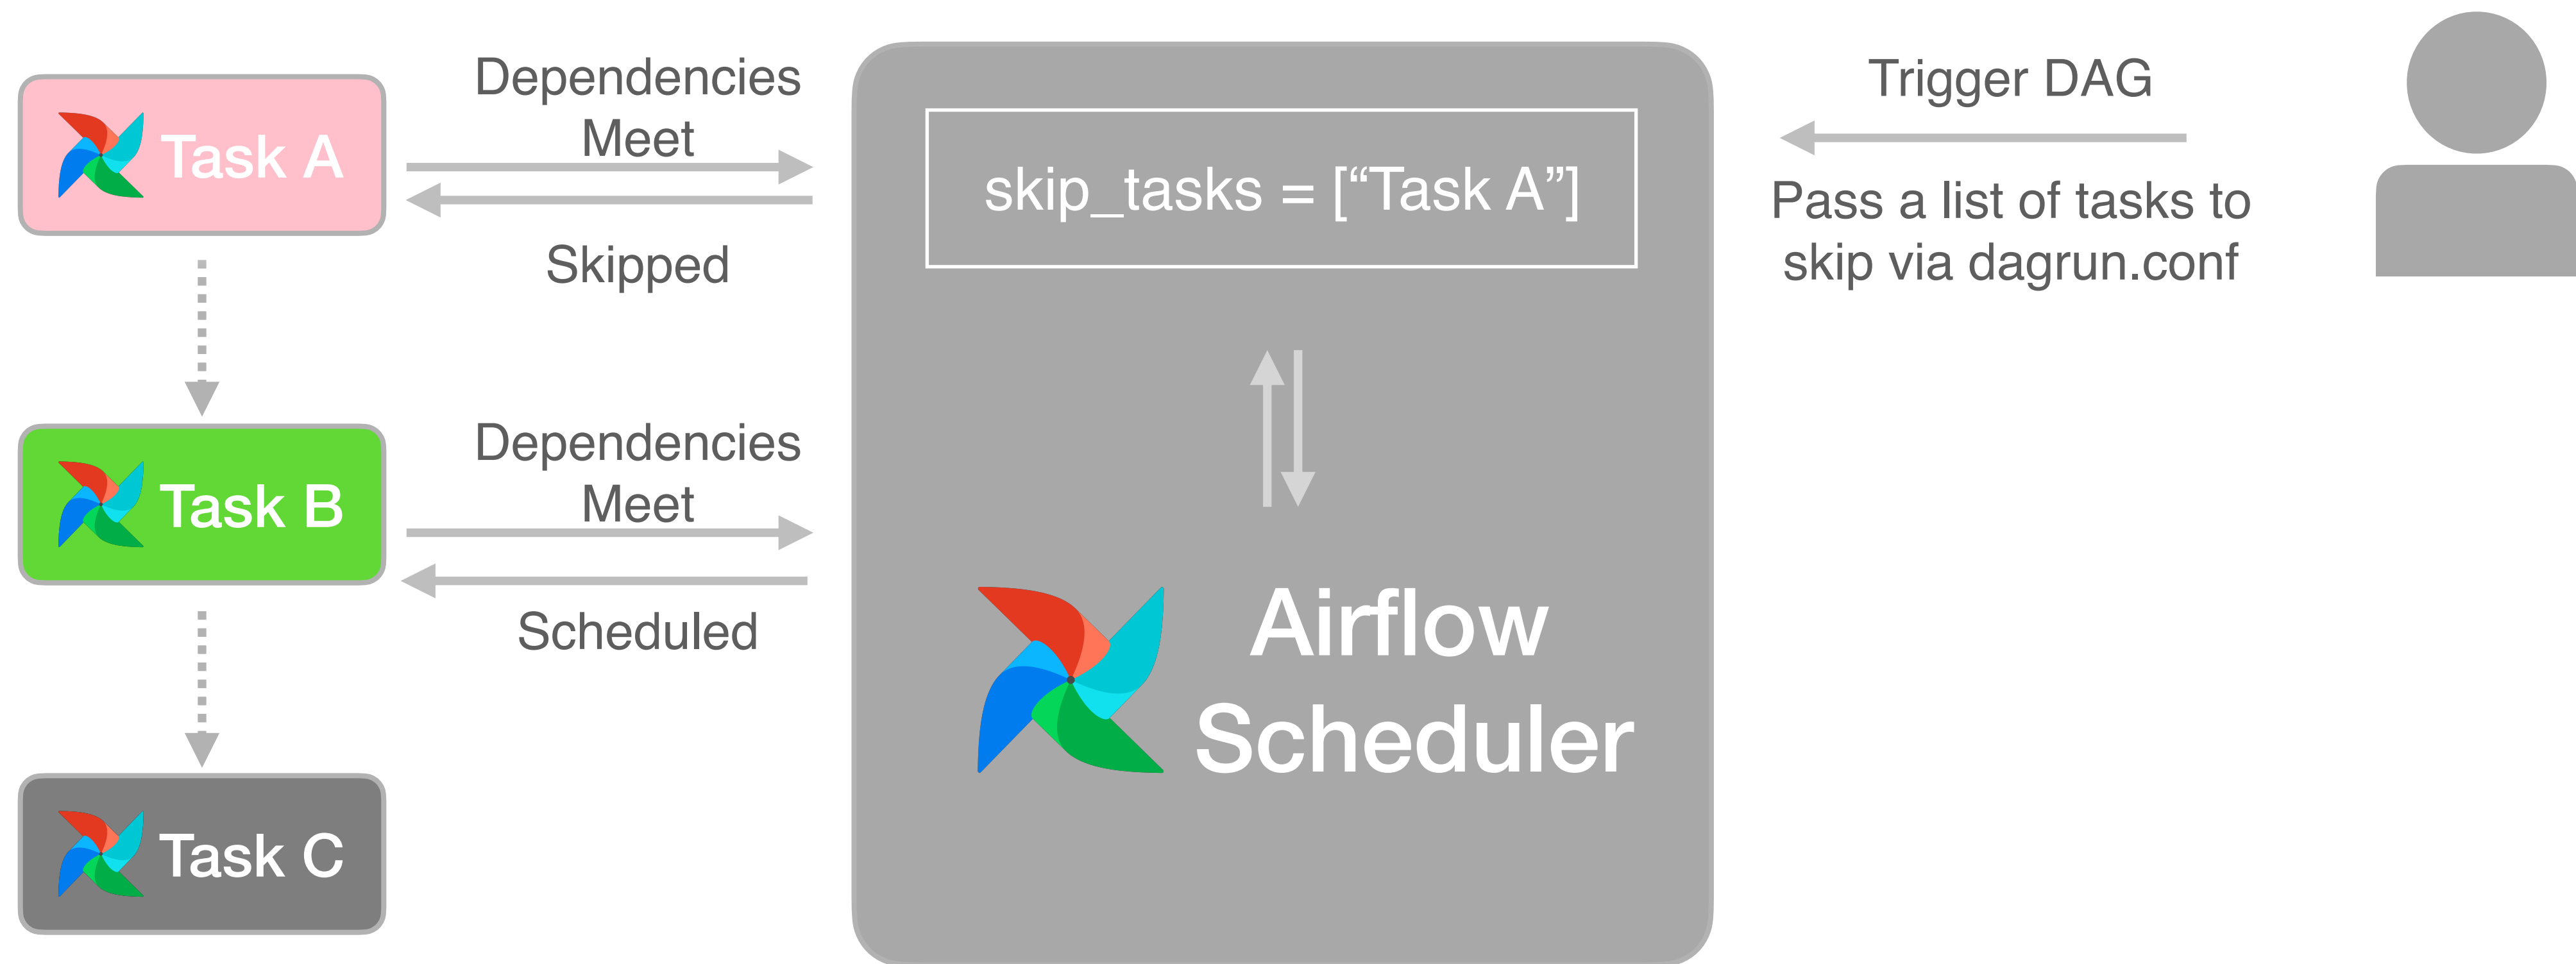 Task A
Dependencies
Meet
Skipped
Task B
Dependencies
Meet
Scheduled
Task C
skip_tasks = [“Task A”]
Airflow
Scheduler
Trigger DAG
Pass a list of tasks to
skip via dagrun.conf